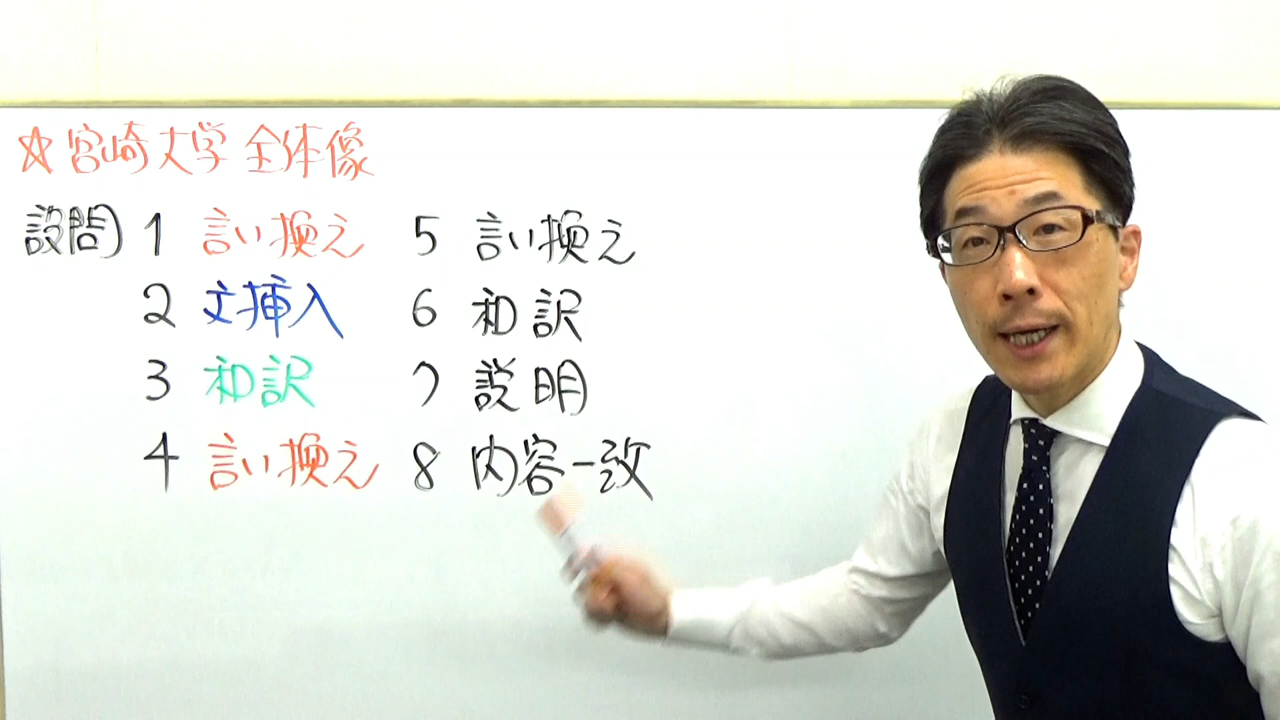 ☆宮崎大学 全体像
設問 1 言い換え 5 言い換え
2 文挿入 6 和訳
3 和訳 7 説明
4 言い換え 8 内容一致